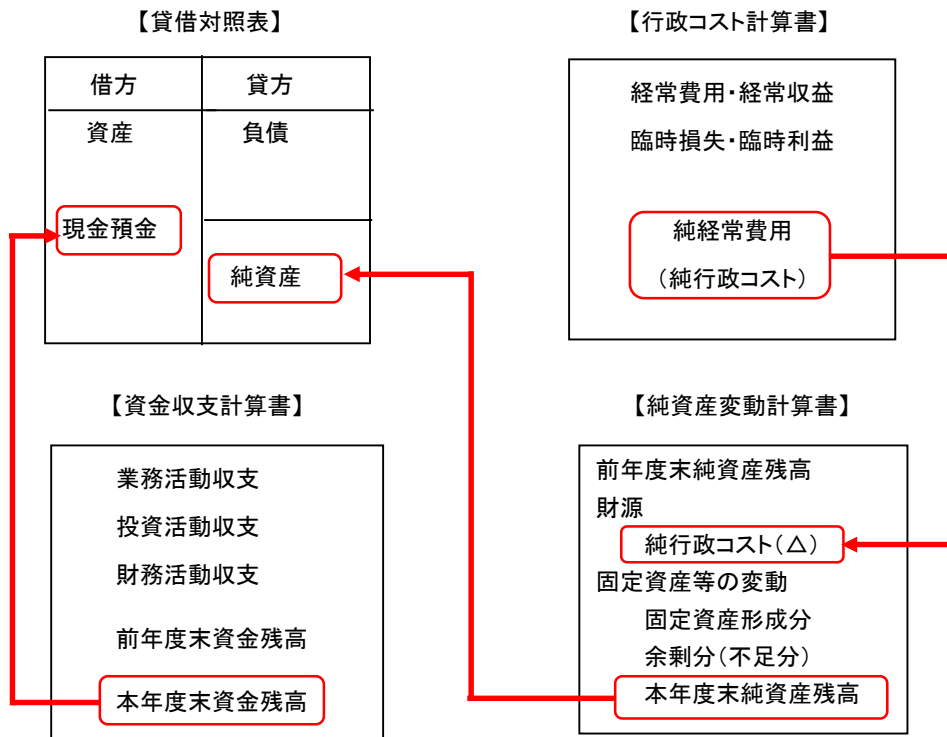 【貸借対照表】
借方
貸方
資産
負債
現金預金
純資産
【行政コスト計算書】
経常費用・経常収益
臨時損失・臨時利益
純経常費用
（純行政コスト）
【資金収支計算書】
業務活動収支
投資活動収支
財務活動収支
前年度末資金残高
本年度末資金残高
【純資産変動計算書】
前年度末純資産残高
財源
純行政コスト（△）
固定資産等の変動
固定資産形成分
余剰分（不足分）
本年度末純資産残高